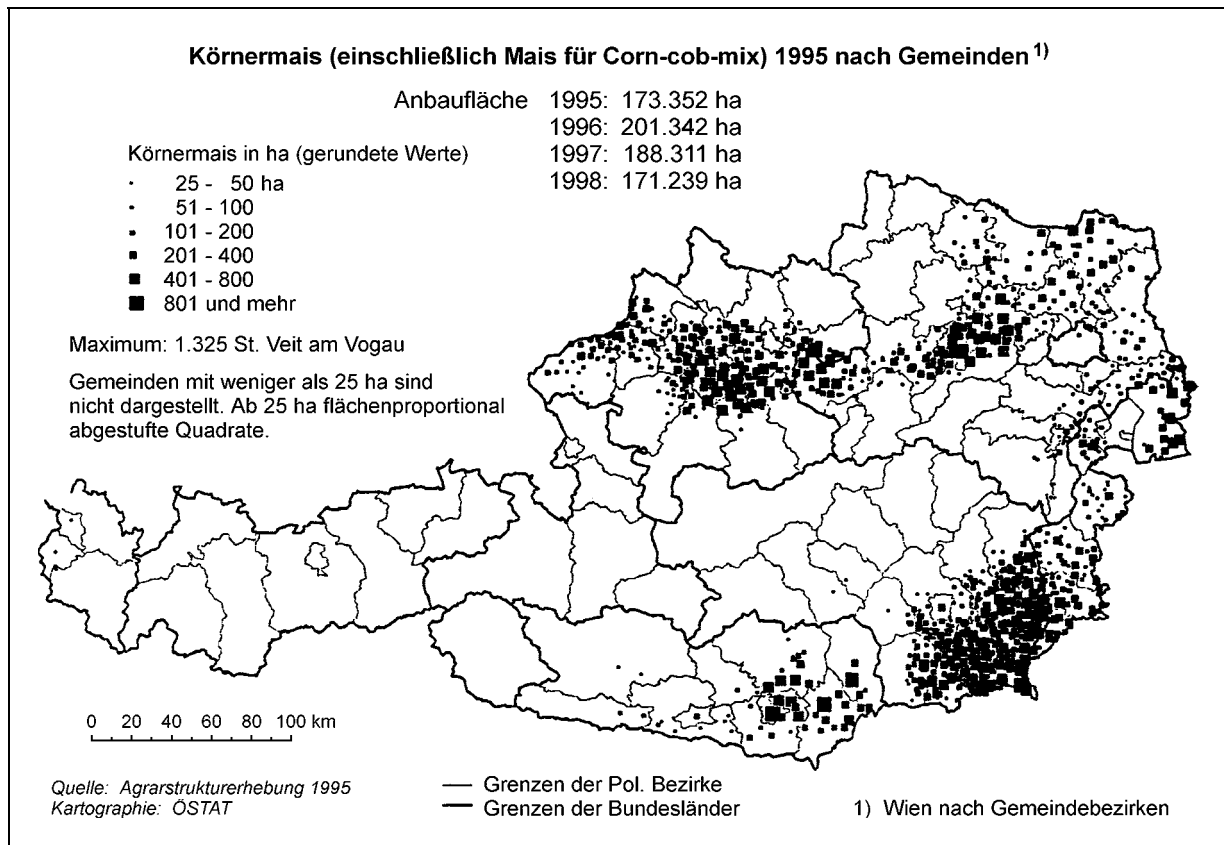 Körnermais (einschließlich Mais für Corn-cob-mix) 1995 nach Gemeinden 1)
Anbaufläche 1995: 173.352 ha
1996: 201.342 ha
1997: 188.311 ha
1998: 171.239 ha
Körnermais in ha (gerundete Werte)
25 - 50 ha
51 - 100
101 - 200
201 - 400
401 - 800
801 und mehr
Maximum: 1.325 St. Veit am Vogau
Gemeinden mit weniger als 25 ha sind
nicht dargestellt. Ab 25 ha flächenproportional
abgestufte Quadrate.
0 20 40 60 80 100 km
Quelle: Agrarstrukturerhebung 1995
Kartographie: ÖSTAT
Grenzen der Pol. Bezirke
Grenzen der Bundesländer
1) Wien nach Gemeindebezirken